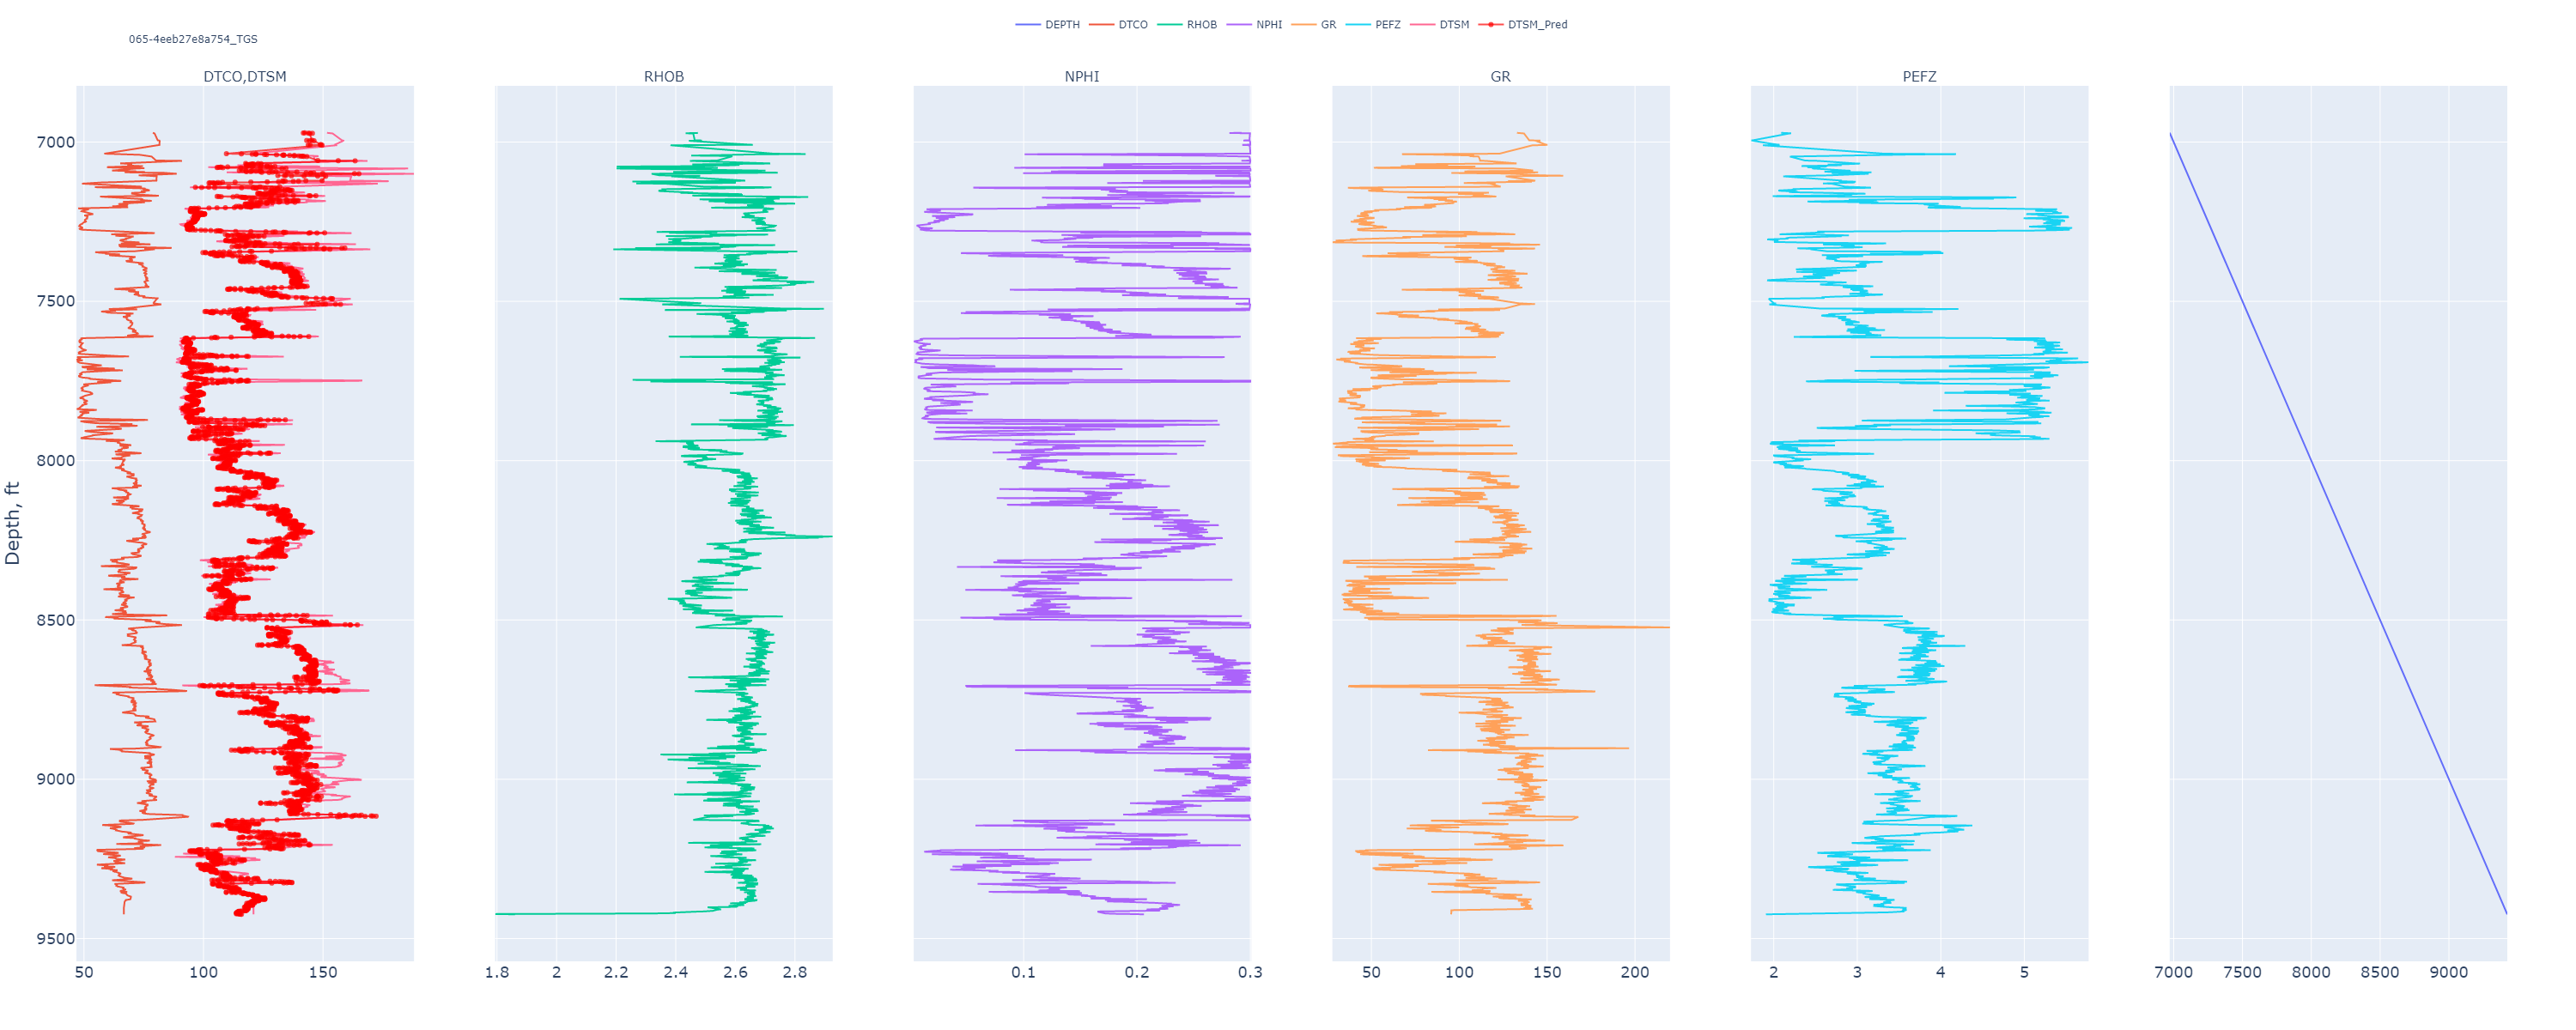 DEPTH DTCO RHOB NPHI GR PEFZ DTSM DTSM_Pred
065-4eeb27e8a754_TGS
DTCO,DTSM RHOB NPHI GR PEFZ
7000
7500
8000
Depth, ft
8500
9000
9500
50 100 150 1.8 2 2.2 2.4 2.6 2.8 0.1 0.2 0.3 50 100 150 200 2 3 4 5 7000 7500 8000 8500 9000